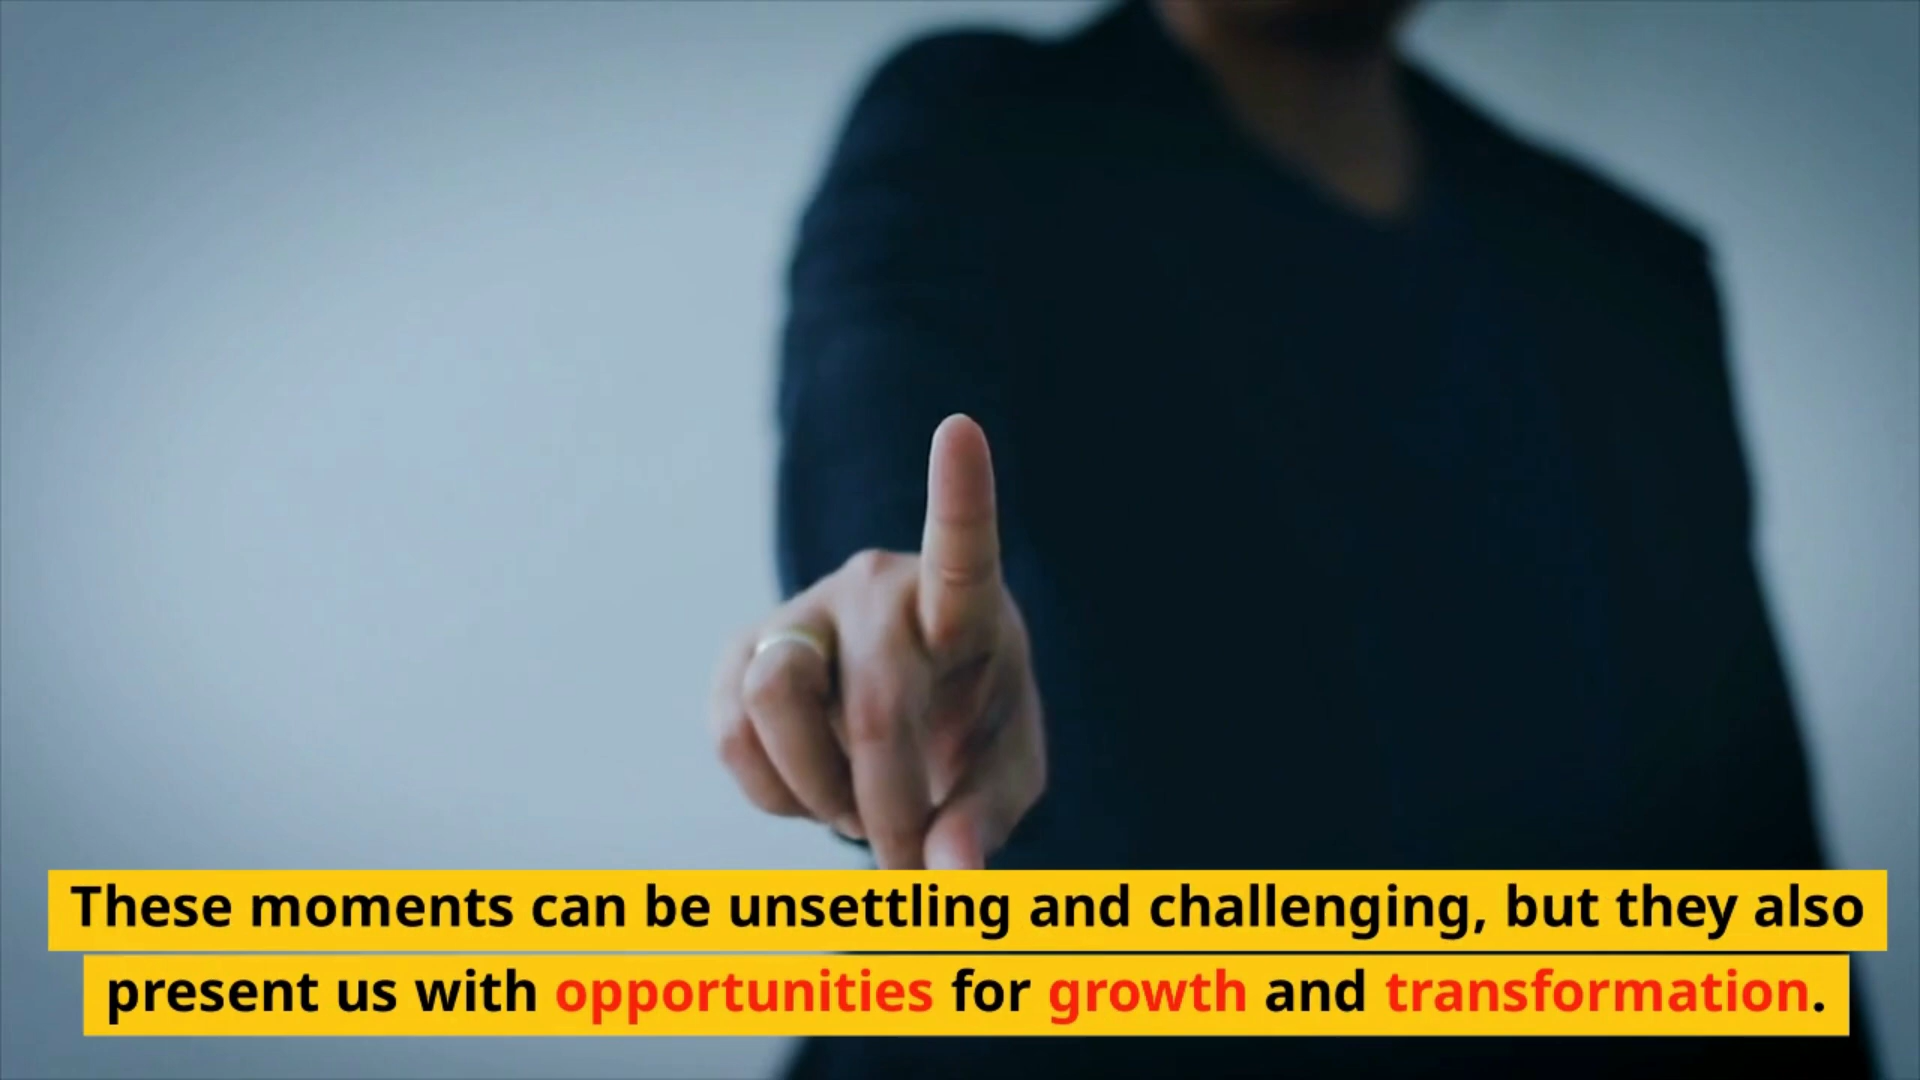 These moments can be unsettling and challenging, but they also
present us with opportunities for growth and transformation.